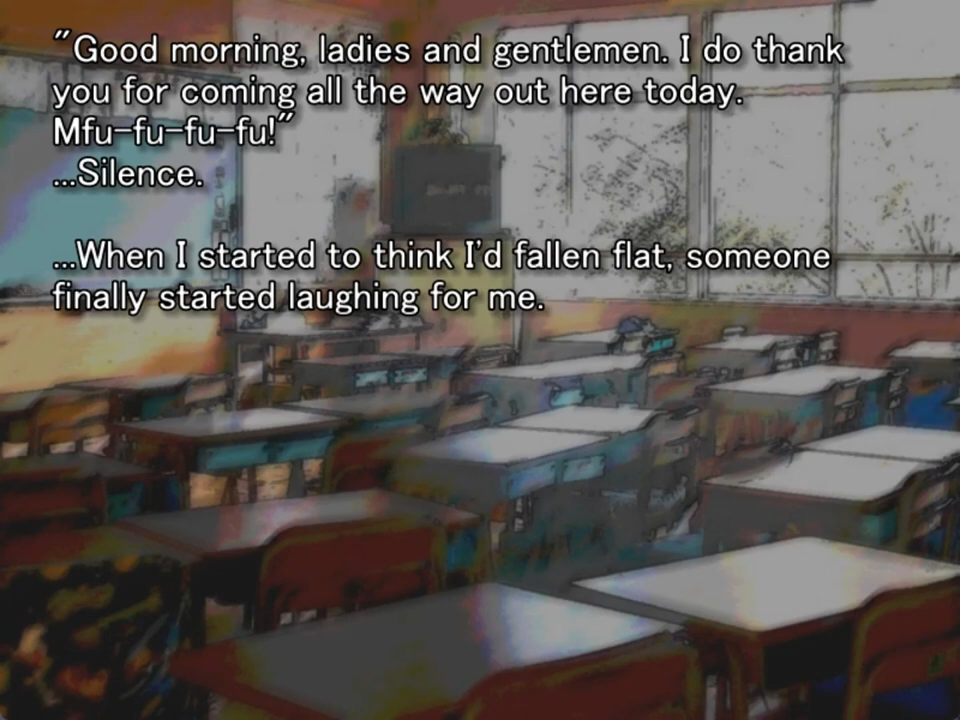 "Good morning, ladies and gentlemen. I do thank
you for coming all the way out here today.
Mfu-fu-fu-fu!"
...Silence.
...When I started to think I'd fallen flat, someone
finally started laughing for me.